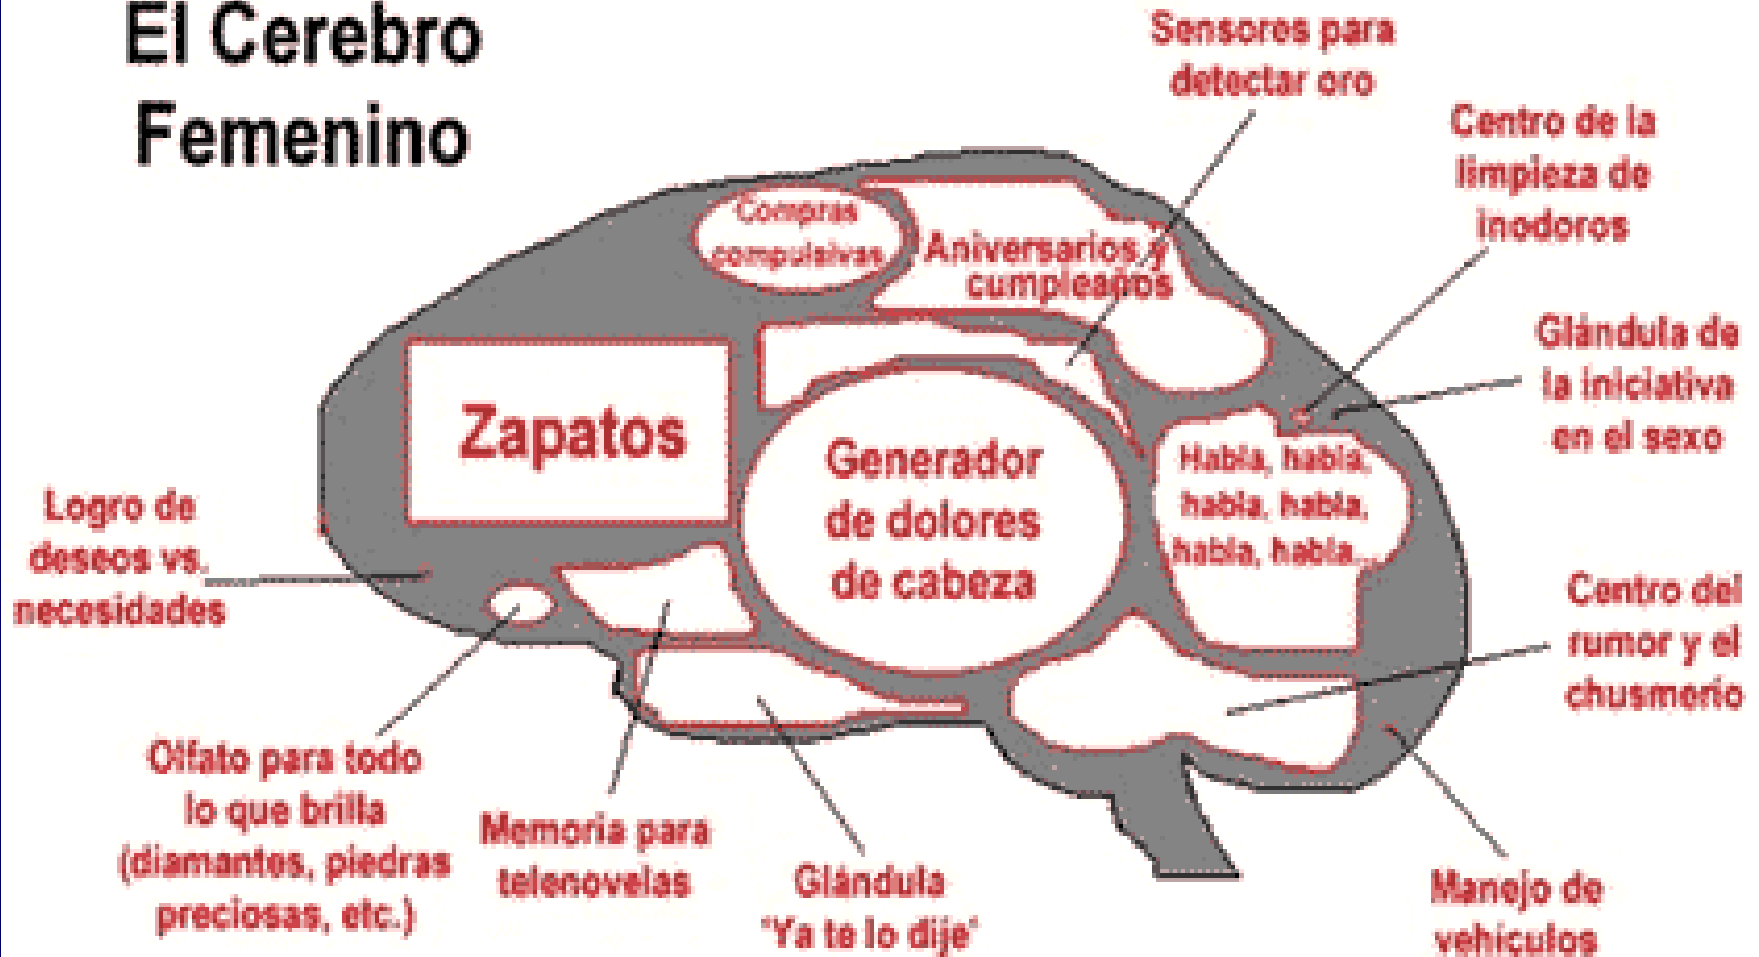 El Cerebro
Femenino
Sensores para
detectar oro
Centro de la
limpieza de
inodoros
Compras
compulsivas
Aniversarios y
cumpleaños
Glándula de
la iniciativa
en el sexo
Zapatos
Generador
de dolores
de cabeza
Habla, habla,
habla, habla,
habla, habla...
Logro de
deseos vs.
necesidades
Centro del
rumor y el
chusmerío
Olfato para todo
lo que brilla
(diamantes, piedras
preciosas, etc.)
Memoria para
telenovelas
Glándula
'Ya te lo dije'
Manejo de
vehículos